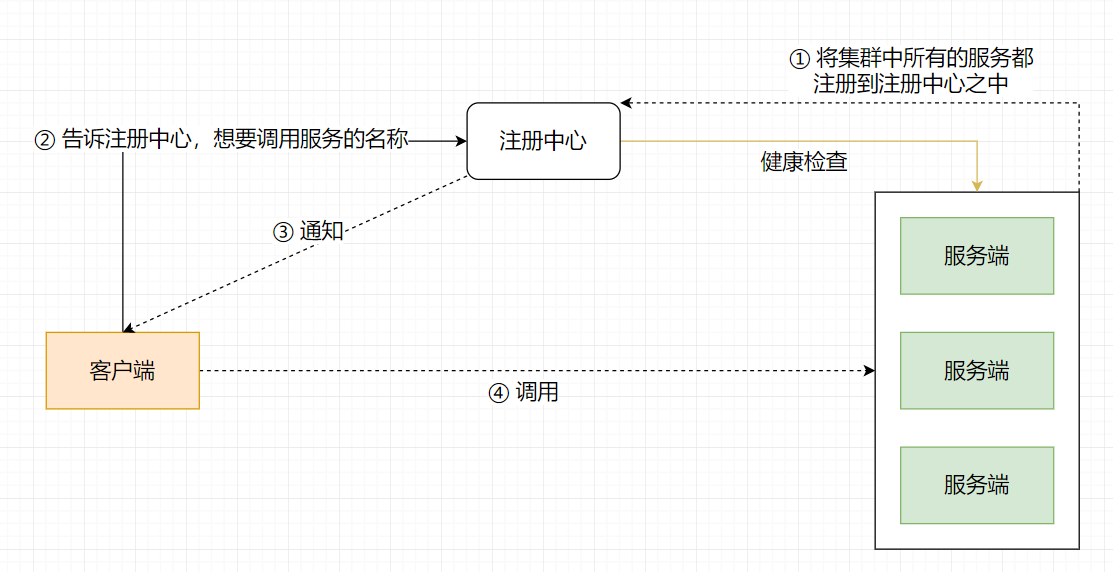 ① 将集群中所有的服务都
注册到注册中心之中
② 告诉注册中心，想要调用服务的名称
注册中心
健康检查
③ 通知
服务端
客户端
④ 调用
服务端
服务端